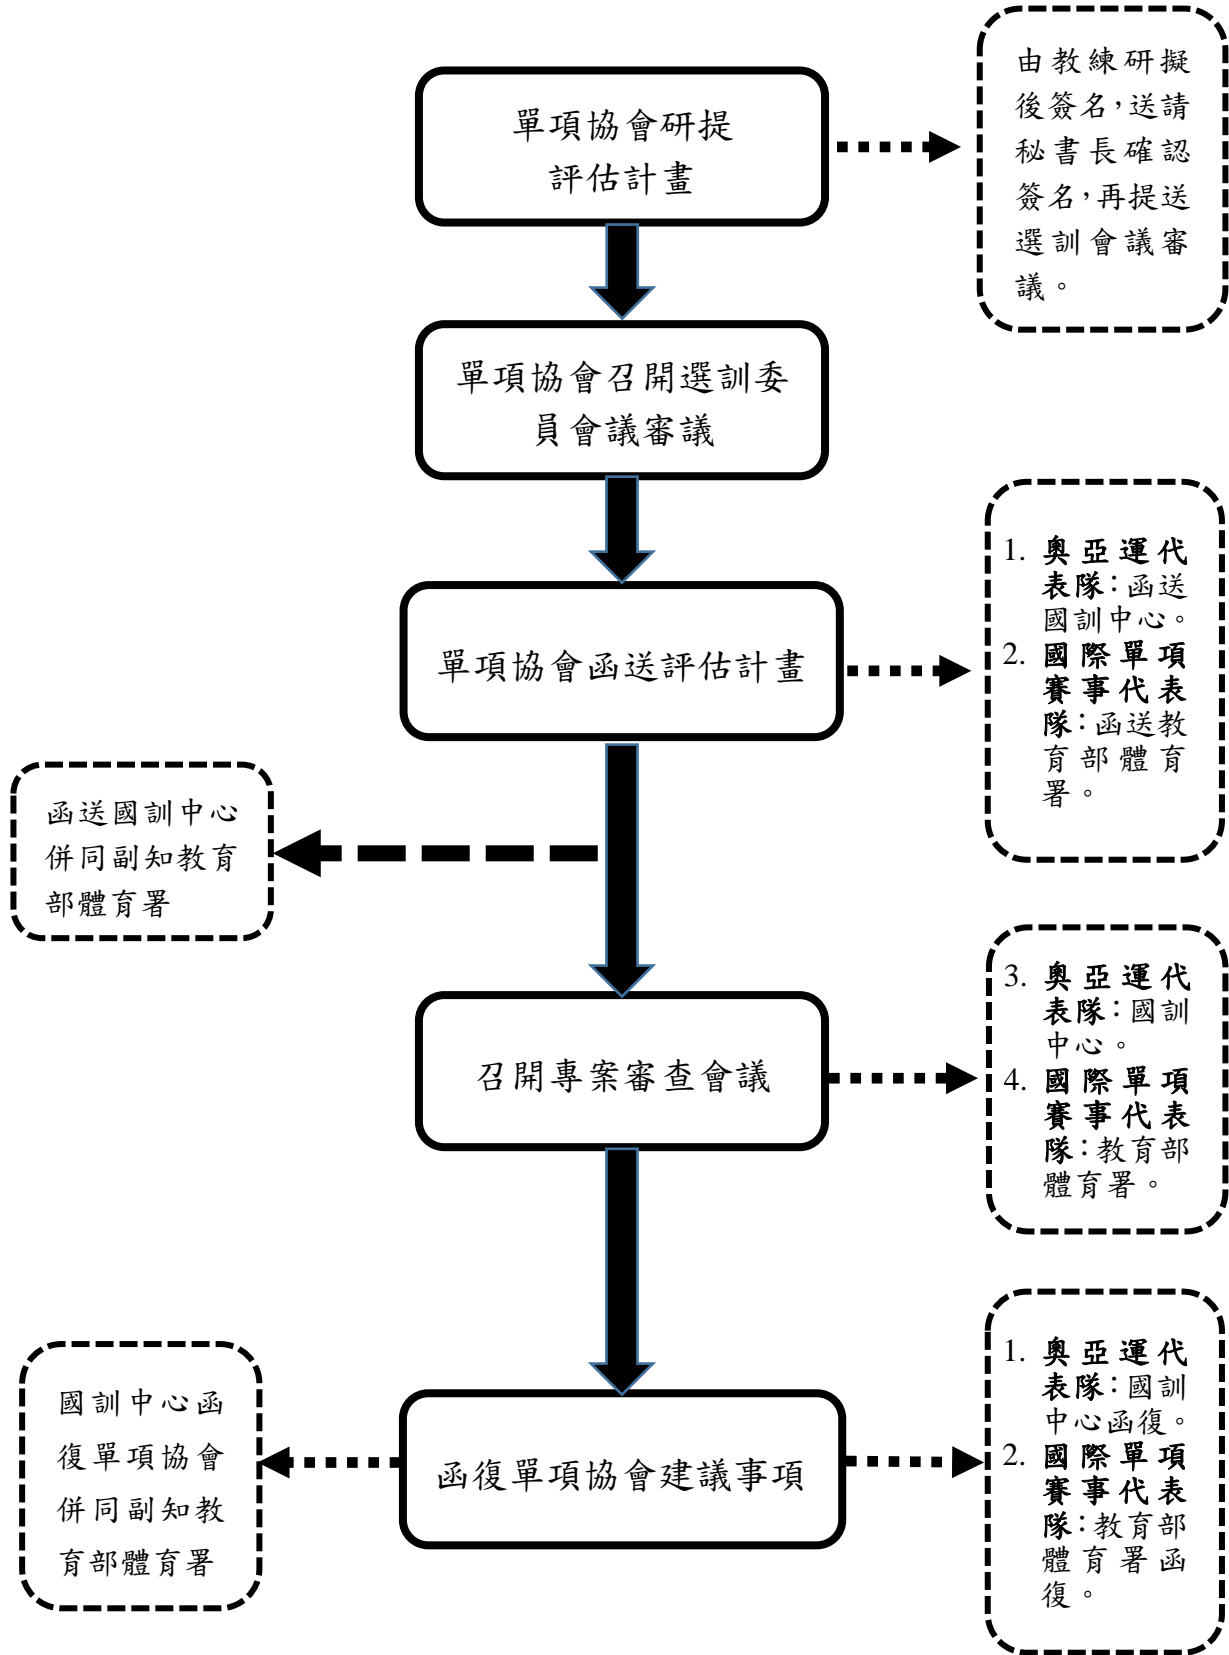 單項協會研提
評估計畫
由教練研擬
後簽名，送請
秘書長確認
簽名，再提送
選訓會議審
議。
單項協會召開選訓委
員會議審議
單項協會函送評估計畫
1. 奧亞運代
表隊：函送
國訓中心。
2. 國際單項
賽事代表
隊：函送教
育部體育
署。
函送國訓中心
併同副知教育
部體育署
召開專案審查會議
3. 奧亞運代
表隊：國訓
中心。
4. 國際單項
賽事代表
隊：教育部
體育署。
函復單項協會建議事項
1. 奧亞運代
表隊：國訓
中心函復。
2. 國際單項
賽事代表
隊：教育部
體育署函
復。
國訓中心函
復單項協會
併同副知教
育部體育署